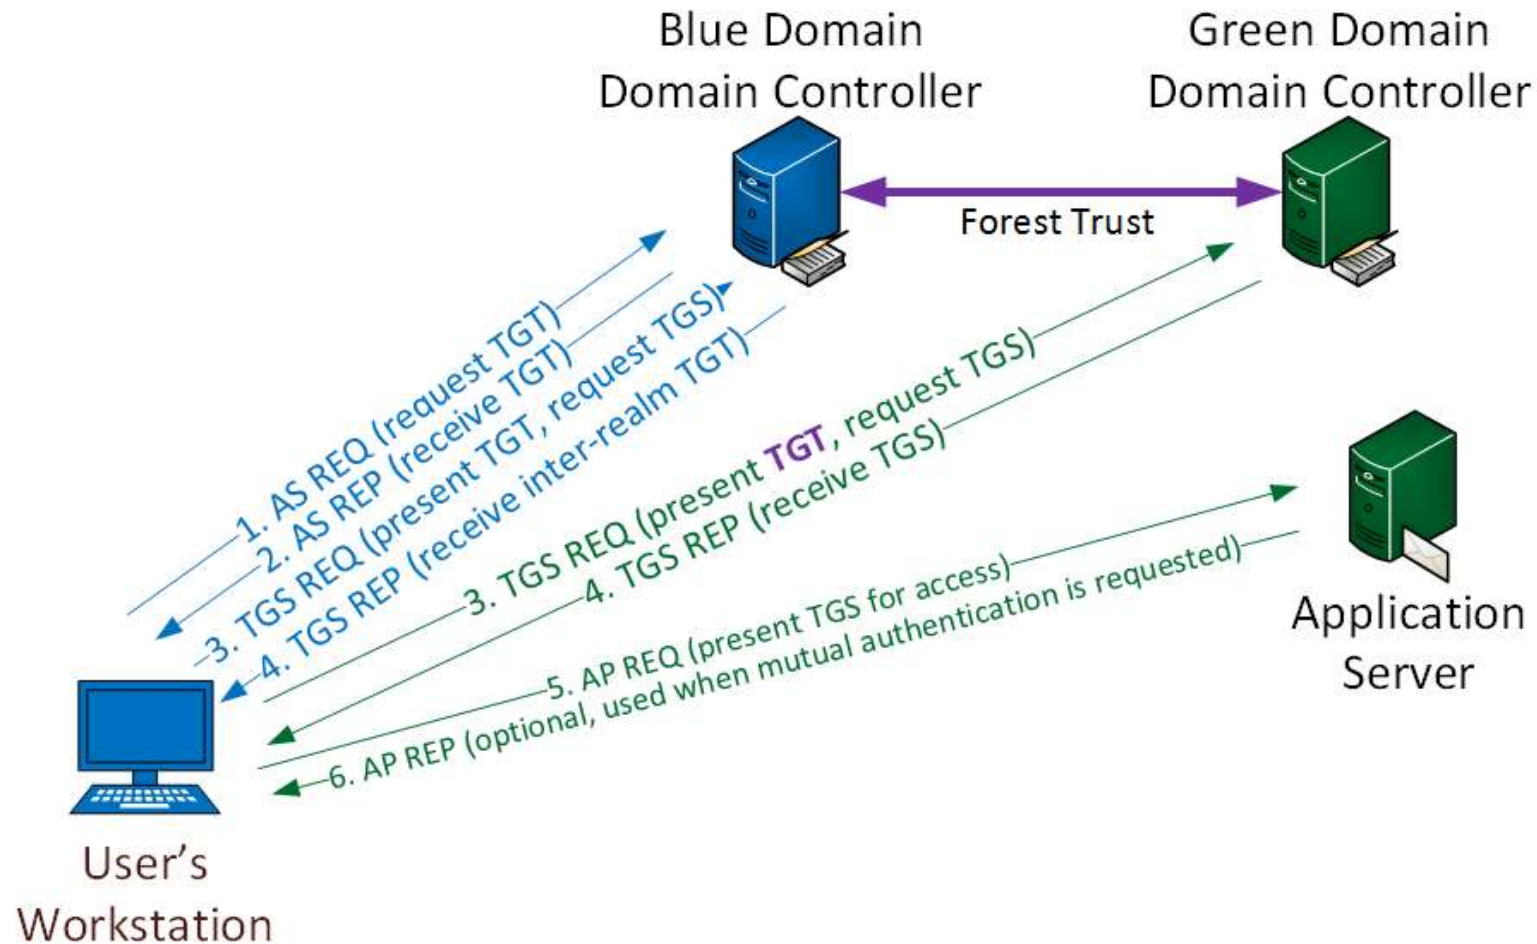 Blue Domain
Domain Controller
Green Domain
Domain Controller
Forest Trust
1. AS REQ (request TGT)
2. AS REP (receive TGT)
3. TGS REQ (present TGT, request TGS)
4. TGS REP (receive inter-realm TGT)
3. TGS REQ (present TGT, request TGS)
4. TGS REP (receive TGS)
5. AP REQ (present TGS for access)
6. AP REP (optional, used when mutual authentication is requested)
Application
Server
User's
Workstation